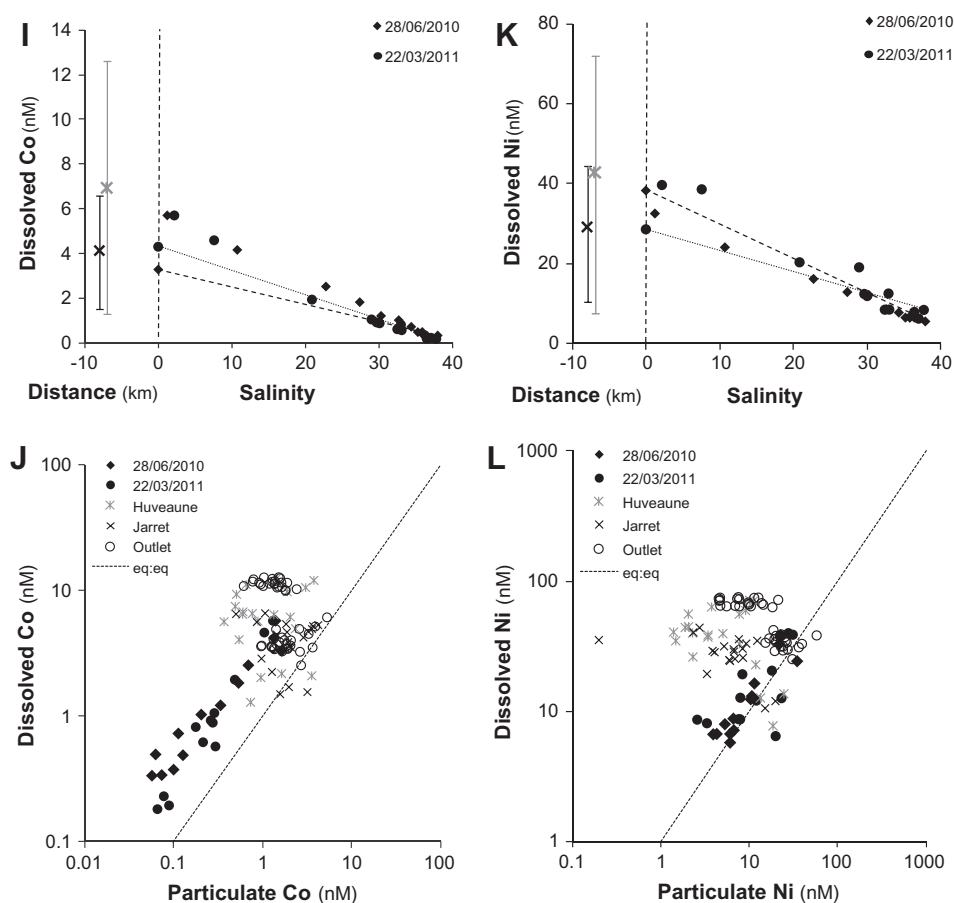 I
28/06/2010
22/03/2011
Dissolved Co (nM)
14
12
10
8
6
4
2
0
-10 0 10 20 30 40
Distance (km) Salinity
K
28/06/2010
22/03/2011
Dissolved Ni (nM)
80
60
40
20
0
-10 0 10 20 30 40
Distance (km) Salinity
J
28/06/2010
22/03/2011
Huveaune
Jarret
Outlet
eq:eq
Dissolved Co (nM)
100
10
1
0.1
0.01 0.1 1 10 100
Particulate Co (nM)
L
28/06/2010
22/03/2011
Huveaune
Jarret
Outlet
eq:eq
Dissolved Ni (nM)
1000
100
10
1
0.1 1 10 100 1000
Particulate Ni (nM)